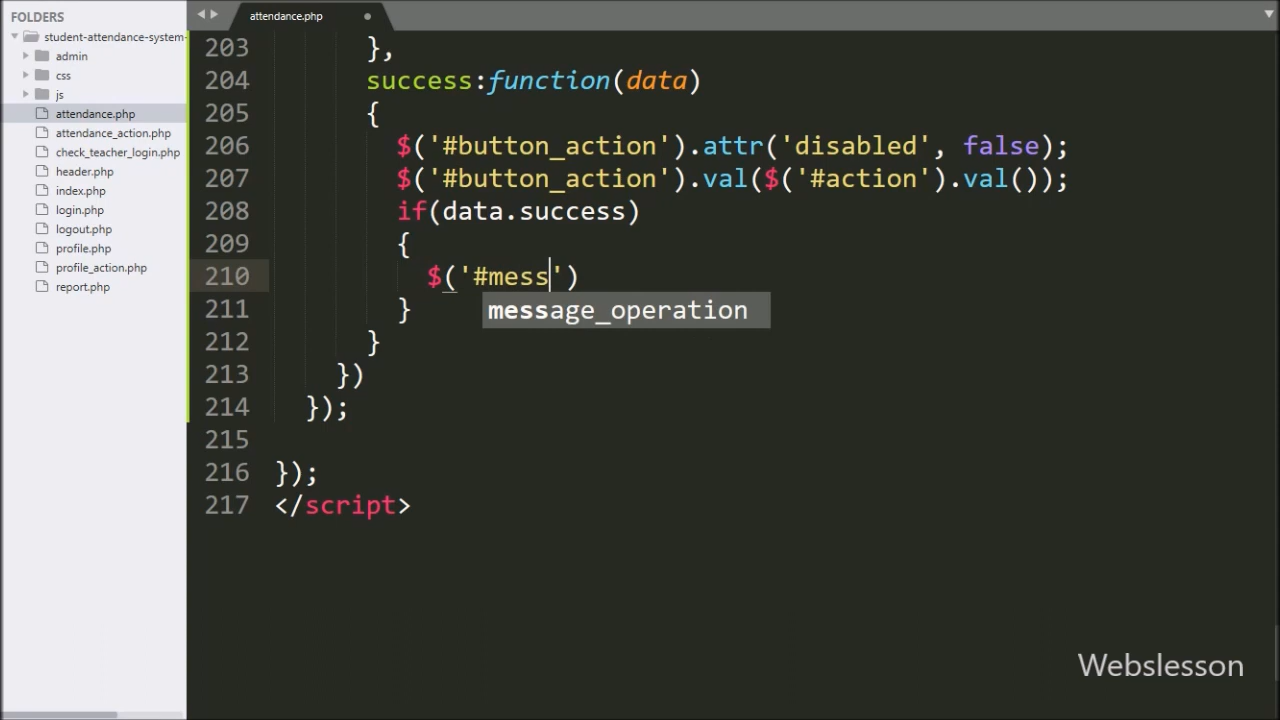 FOLDERS
student-attendance-system-
admin
css
js
attendance.php
attendance_action.php
check_teacher_login.php
header.php
index.php
login.php
logout.php
profile.php
profile_action.php
report.php
attendance.php
203 },
204 success:function(data)
205 {
206 $('#button_action').attr('disabled', false);
207 $('#button_action').val($('#action').val());
208 if(data.success)
209 {
210 $('#mess')
message_operation
211 }
212 }
213 })
214 });
215
216 });
217 </script>
Webslesson